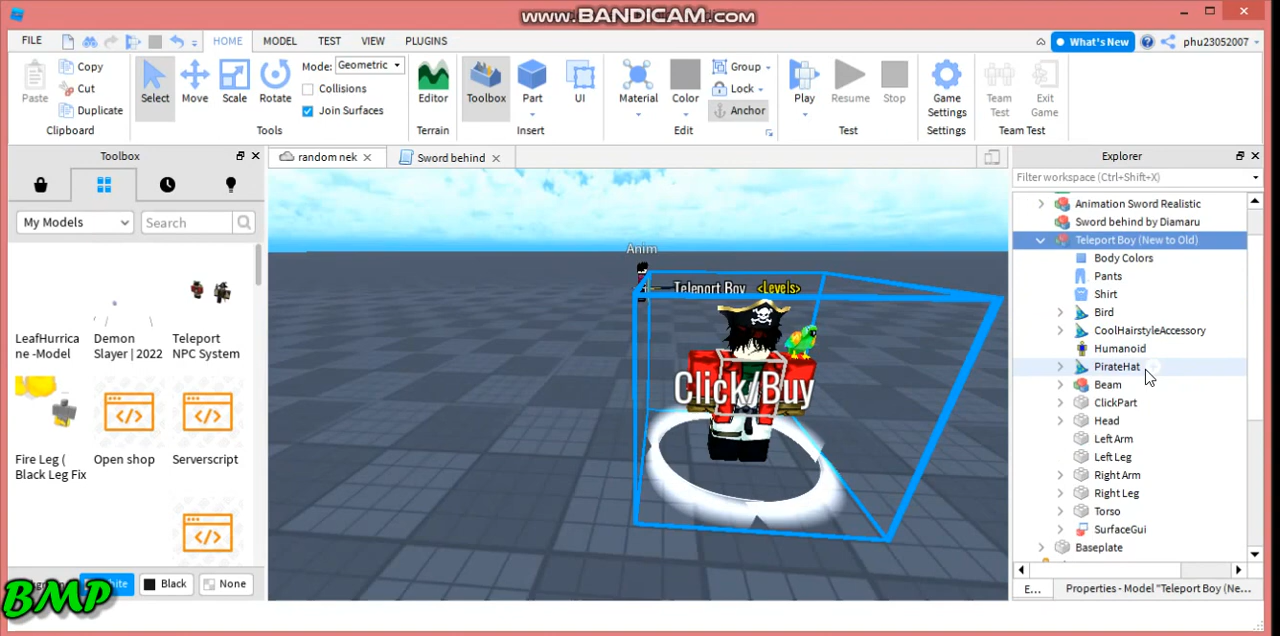 www.BANDICAM.com
FILE
HOME
MODEL
TEST
VIEW
PLUGINS
What's New
phu23052007
Paste
Copy
Cut
Duplicate
Clipboard
Select
Move
Scale
Rotate
Mode:
Geometric
Collisions
Join Surfaces
Tools
Editor
Terrain
Toolbox
Part
UI
Insert
Material
Color
Group
Lock
Anchor
Edit
Play
Resume
Stop
Test
Game
Settings
Settings
Team
Test
Exit
Game
Team Test
Toolbox
random nek
Sword behind
Explorer
Filter workspace (Ctrl+Shift+X)
My Models
Search
LeafHurrica
ne -Model
Demon
Slayer | 2022
Teleport
NPC System
Fire Leg (
Black Leg Fix
Open shop
Serverscript
White
Black
None
BMP
Anim
Teleport Boy <Levels>
Click/Buy
Animation Sword Realistic
Sword behind by Diamaru
Teleport Boy (New to Old)
Body Colors
Pants
Shirt
Bird
CoolHairstyleAccessory
Humanoid
PirateHat
Beam
ClickPart
Head
Left Arm
Left Leg
Right Arm
Right Leg
Torso
SurfaceGui
Baseplate
E...
Properties - Model "Teleport Boy (Ne...